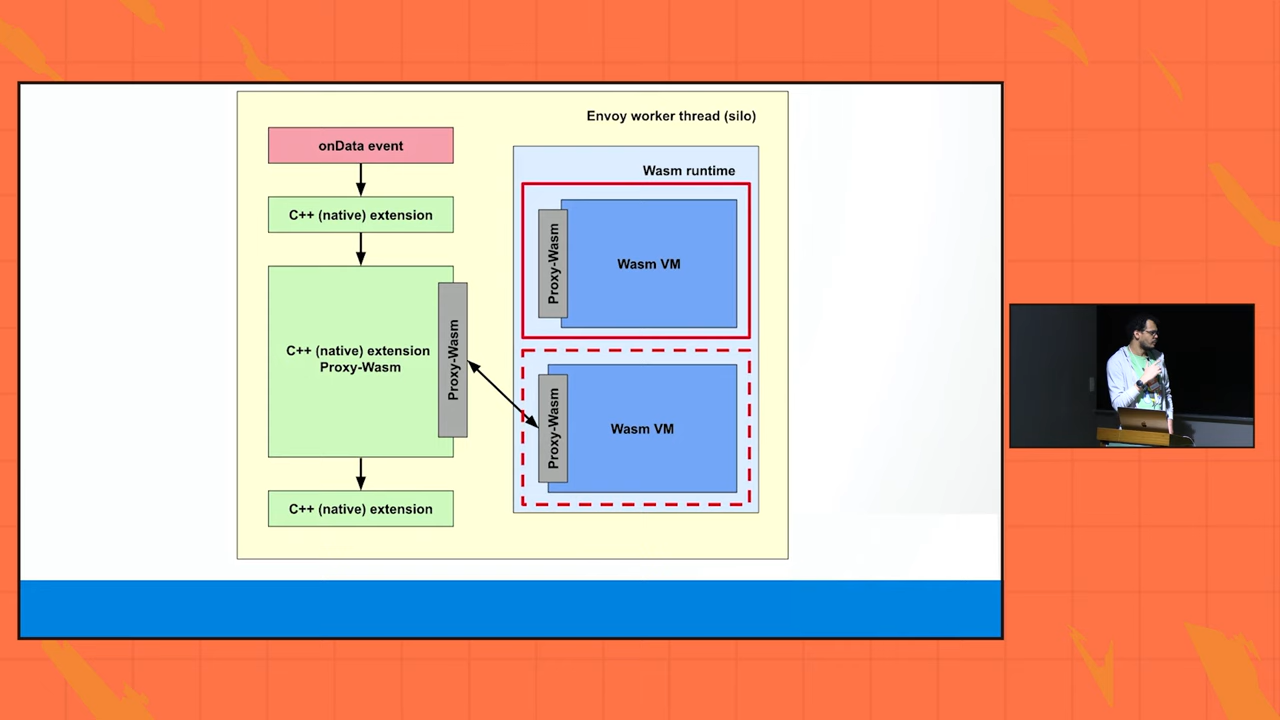 Envoy worker thread (silo)
onData event
C++ (native) extension
C++ (native) extension
Proxy-Wasm
Proxy-Wasm
C++ (native) extension
Wasm runtime
Proxy-Wasm
Wasm VM
Proxy-Wasm
Wasm VM